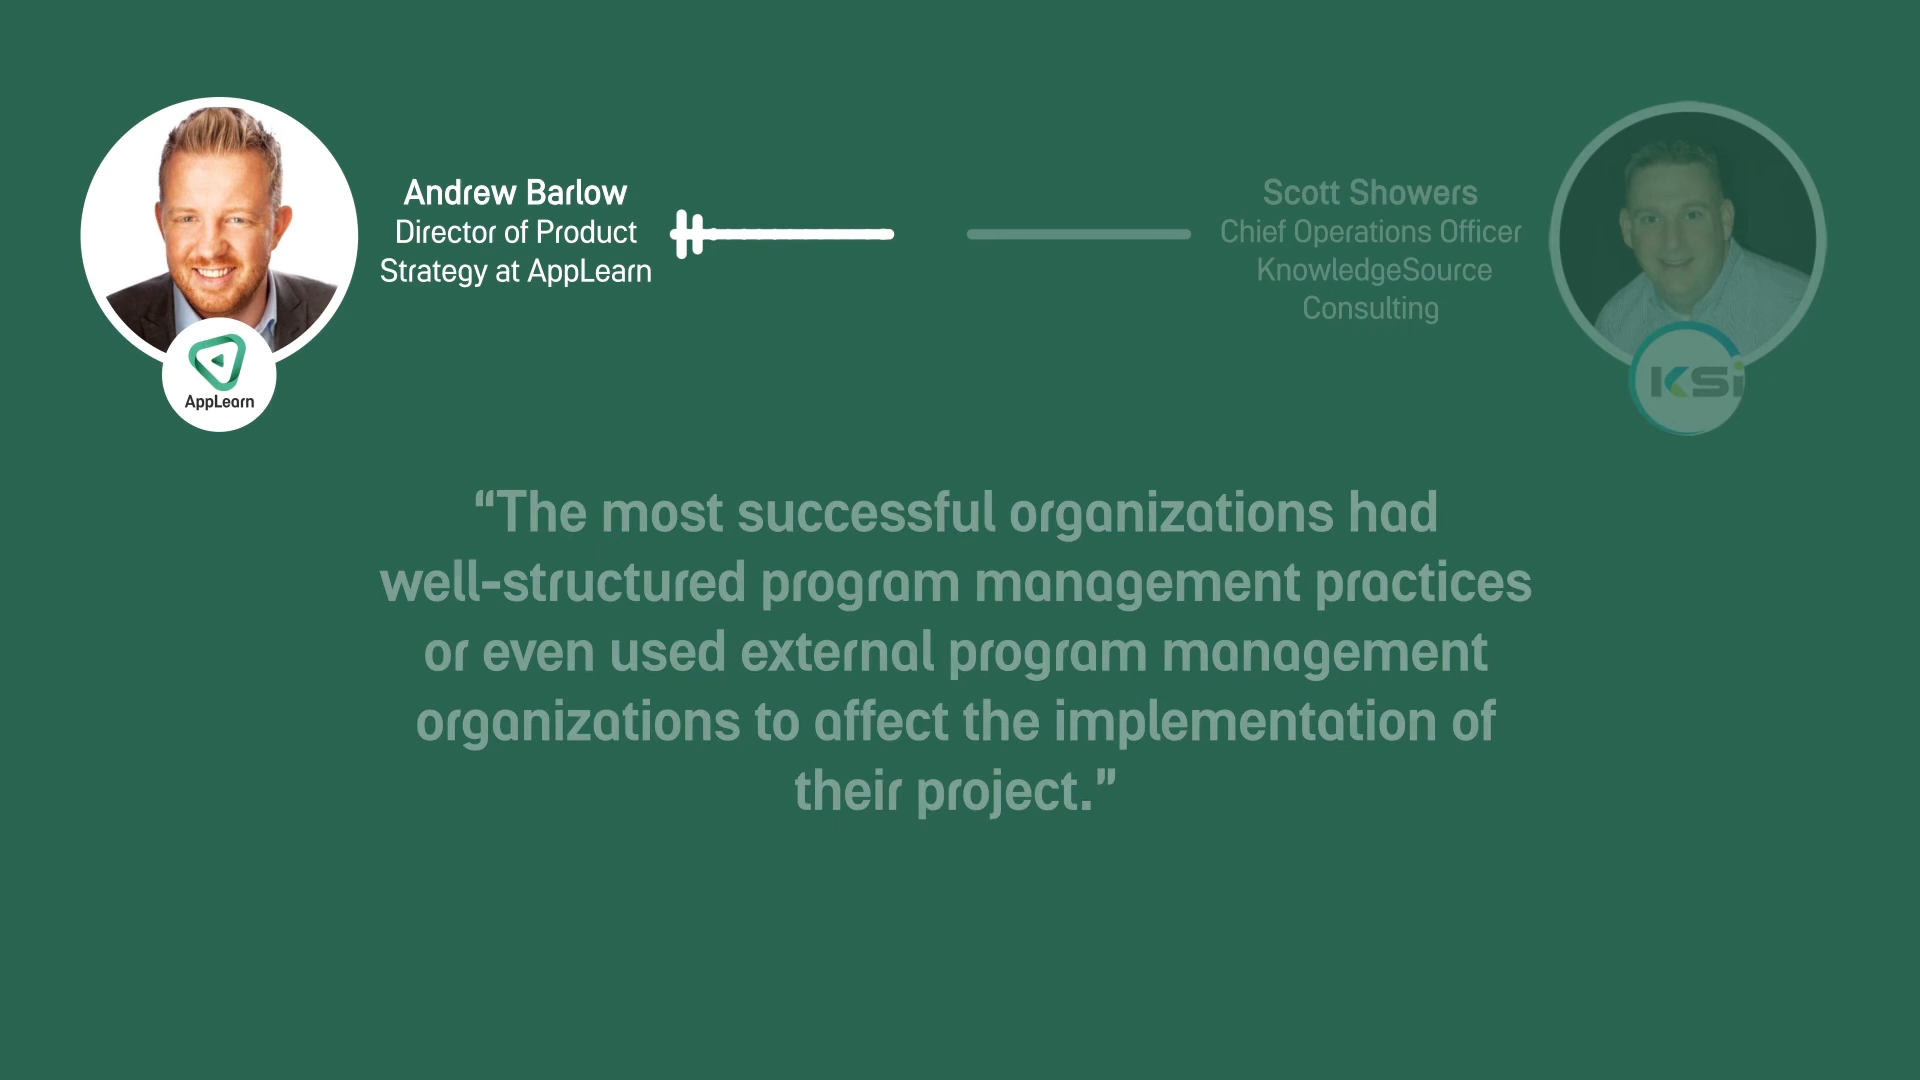 Andrew Barlow
Director of Product
Strategy at AppLearn
AppLearn
Scott Showers
Chief Operations Officer
KnowledgeSource
Consulting
KSi
“The most successful organizations had
well-structured program management practices
or even used external program management
organizations to affect the implementation of
their project.”